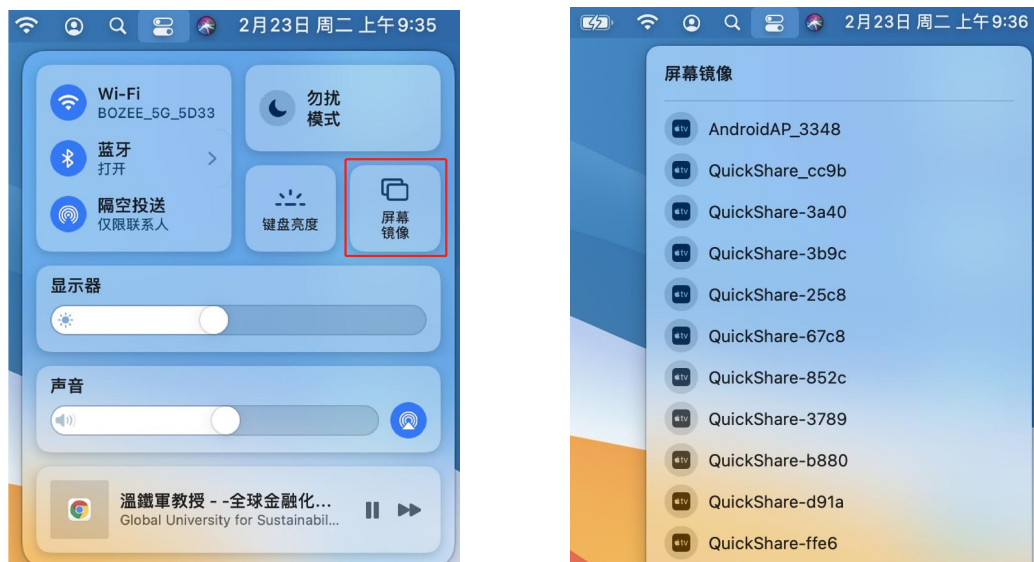 2月23日 周二 上午9:35
Wi-Fi
BOZEE_5G_5D33
蓝牙
打开
隔空投送
仅限联系人
勿扰
模式
键盘亮度
屏幕
镜像
显示器
声音
溫鐵軍教授 - -全球金融化...
Global University for Sustainabil...
2月23日 周二 上午9:36
屏幕镜像
AndroidAP_3348
QuickShare_cc9b
QuickShare-3a40
QuickShare-3b9c
QuickShare-25c8
QuickShare-67c8
QuickShare-852c
QuickShare-3789
QuickShare-b880
QuickShare-d91a
QuickShare-ffe6